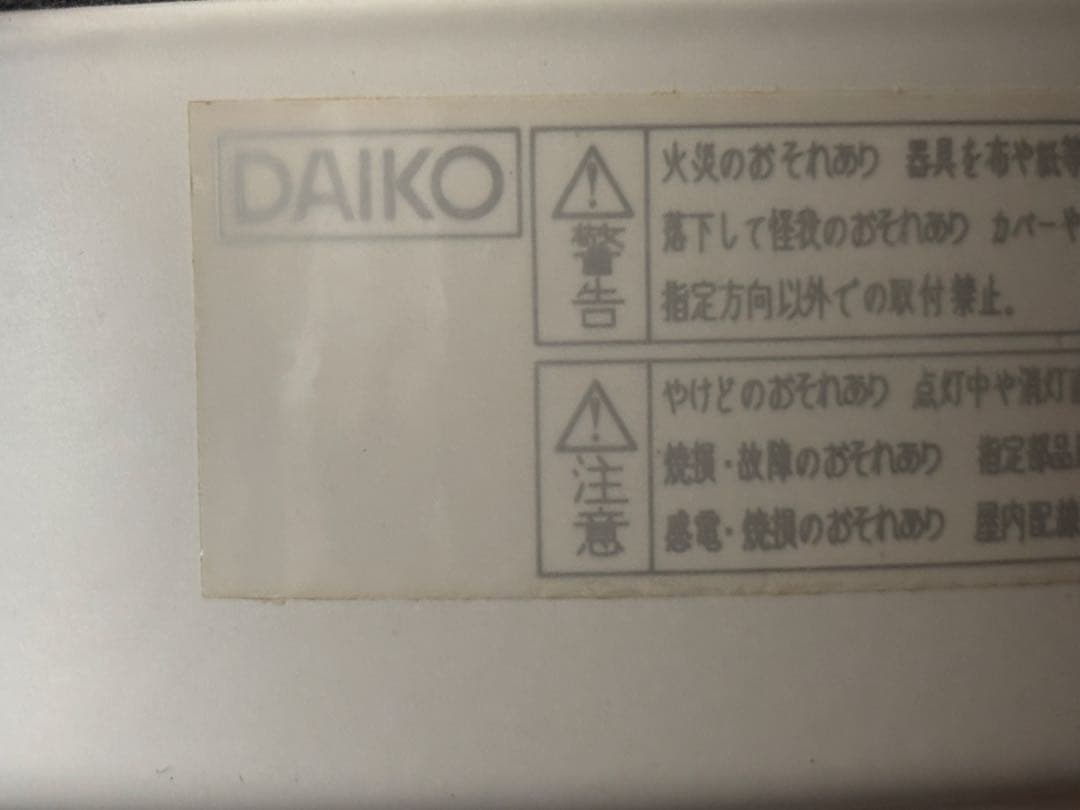 DAIKO
警告
火災のおそれあり 器具を布や紙等
落下して怪我のおそれあり カバーや
指定方向以外での取付禁止。
注意
やけどのおそれあり 点灯中や消灯直
焼損・故障のおそれあり 指定部品
感電・焼損のおそれあり 屋内配線